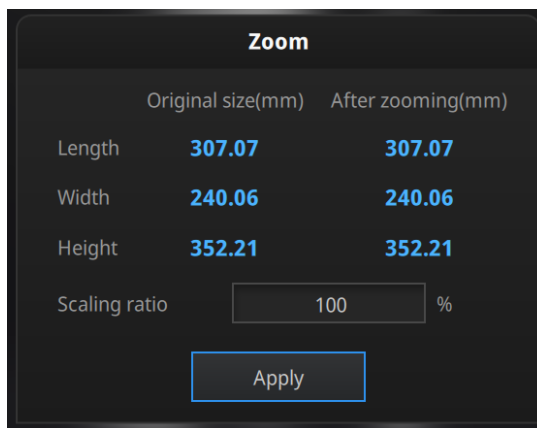 Zoom
Original size(mm) After zooming(mm)
Length 307.07 307.07
Width 240.06 240.06
Height 352.21 352.21
Scaling ratio 100 %
Apply